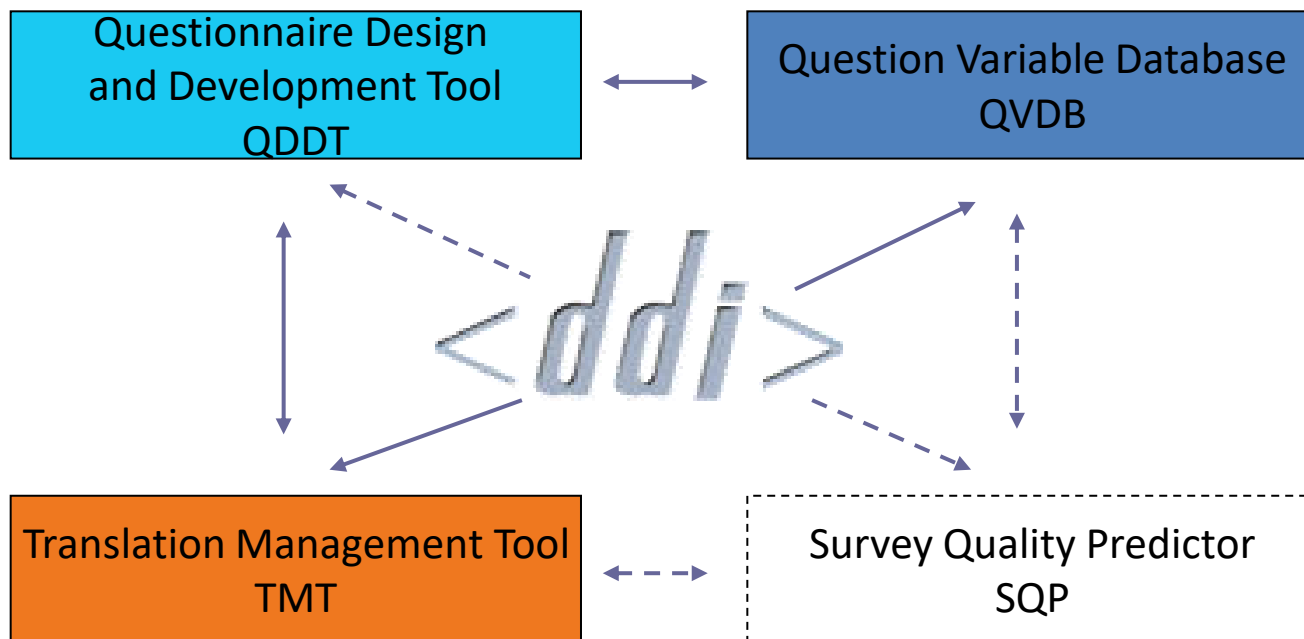 Questionnaire Design
and Development Tool
QDDT
Question Variable Database
QVDB
<ddi>
Translation Management Tool
TMT
Survey Quality Predictor
SQP